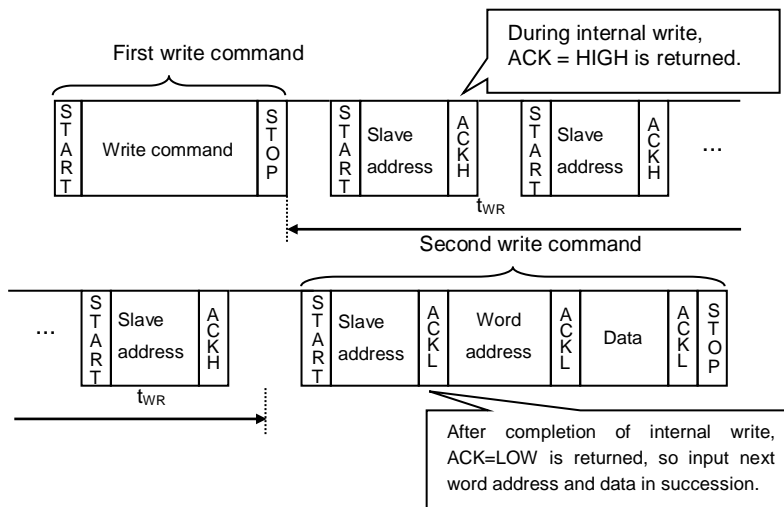 First write command
During internal write,
ACK = HIGH is returned.
START
Write command
STOP
START
Slave
address
ACKH
START
Slave
address
ACKH
...
tWR
Second write command
...
START
Slave
address
ACKH
START
Slave
address
ACKL
Word
address
ACKL
Data
ACKL
STOP
tWR
After completion of internal write,
ACK=LOW is returned, so input next
word address and data in succession.